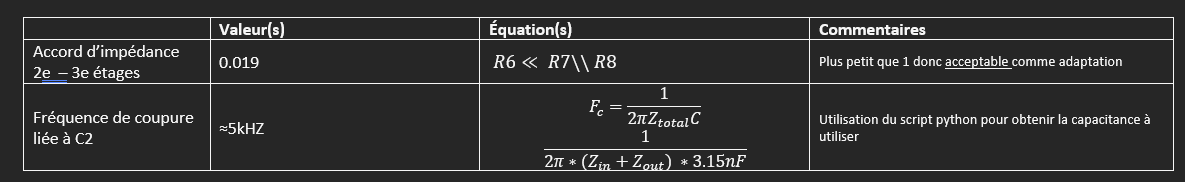 Valeur(s) Équation(s) Commentaires
Accord d’impédance
2e – 3e étages
0.019
R6 ≪ R7\\ R8
Plus petit que 1 donc acceptable comme adaptation
Fréquence de coupure
liée à C2
≈5kHZ
F_c = 1 / 2πZ_total C
1 / 2π * (Z_in + Z_out) * 3.15nF
Utilisation du script python pour obtenir la capacitance à
utiliser